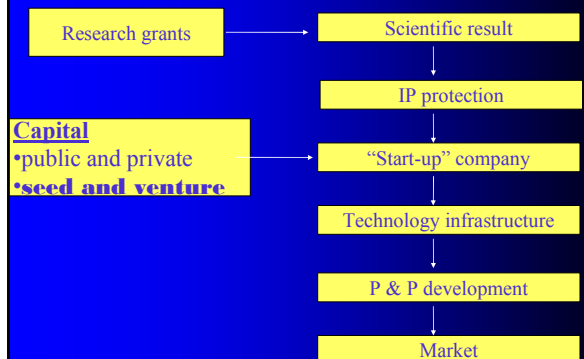 Research grants
Scientific result
IP protection
Capital
•public and private
•seed and venture
“Start-up” company
Technology infrastructure
P & P development
Market